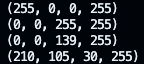 (255, 0, 0, 255)
(0, 0, 255, 255)
(0, 0, 139, 255)
(210, 105, 30, 255)